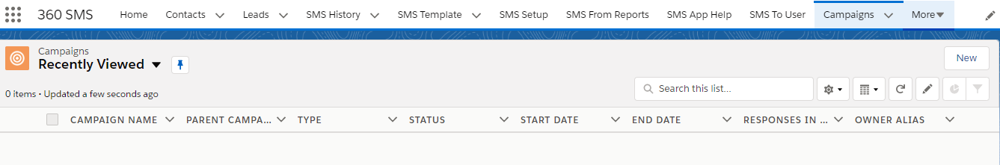 360 SMS Home Contacts Leads SMS History SMS Template SMS Setup SMS From Reports SMS App Help SMS To User Campaigns More
Campaigns
Recently Viewed
New
0 items • Updated a few seconds ago
Search this list...
CAMPAIGN NAME PARENT CAMPA... TYPE STATUS START DATE END DATE RESPONSES IN ... OWNER ALIAS